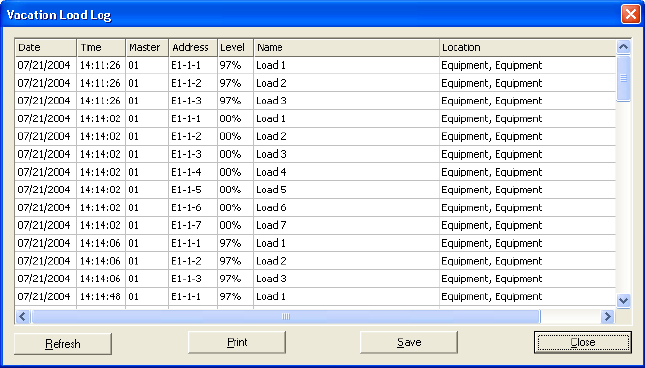 Vacation Load Log
Date Time Master Address Level Name Location
07/21/2004 14:11:26 01 E1-1-1 97% Load 1 Equipment, Equipment
07/21/2004 14:11:26 01 E1-1-2 97% Load 2 Equipment, Equipment
07/21/2004 14:11:26 01 E1-1-3 97% Load 3 Equipment, Equipment
07/21/2004 14:14:02 01 E1-1-1 00% Load 1 Equipment, Equipment
07/21/2004 14:14:02 01 E1-1-2 00% Load 2 Equipment, Equipment
07/21/2004 14:14:02 01 E1-1-3 00% Load 3 Equipment, Equipment
07/21/2004 14:14:02 01 E1-1-4 00% Load 4 Equipment, Equipment
07/21/2004 14:14:02 01 E1-1-5 00% Load 5 Equipment, Equipment
07/21/2004 14:14:02 01 E1-1-6 00% Load 6 Equipment, Equipment
07/21/2004 14:14:02 01 E1-1-7 00% Load 7 Equipment, Equipment
07/21/2004 14:14:06 01 E1-1-1 97% Load 1 Equipment, Equipment
07/21/2004 14:14:06 01 E1-1-2 97% Load 2 Equipment, Equipment
07/21/2004 14:14:06 01 E1-1-3 97% Load 3 Equipment, Equipment
07/21/2004 14:14:48 01 E1-1-1 97% Load 1 Equipment, Equipment
Refresh Print Save Close